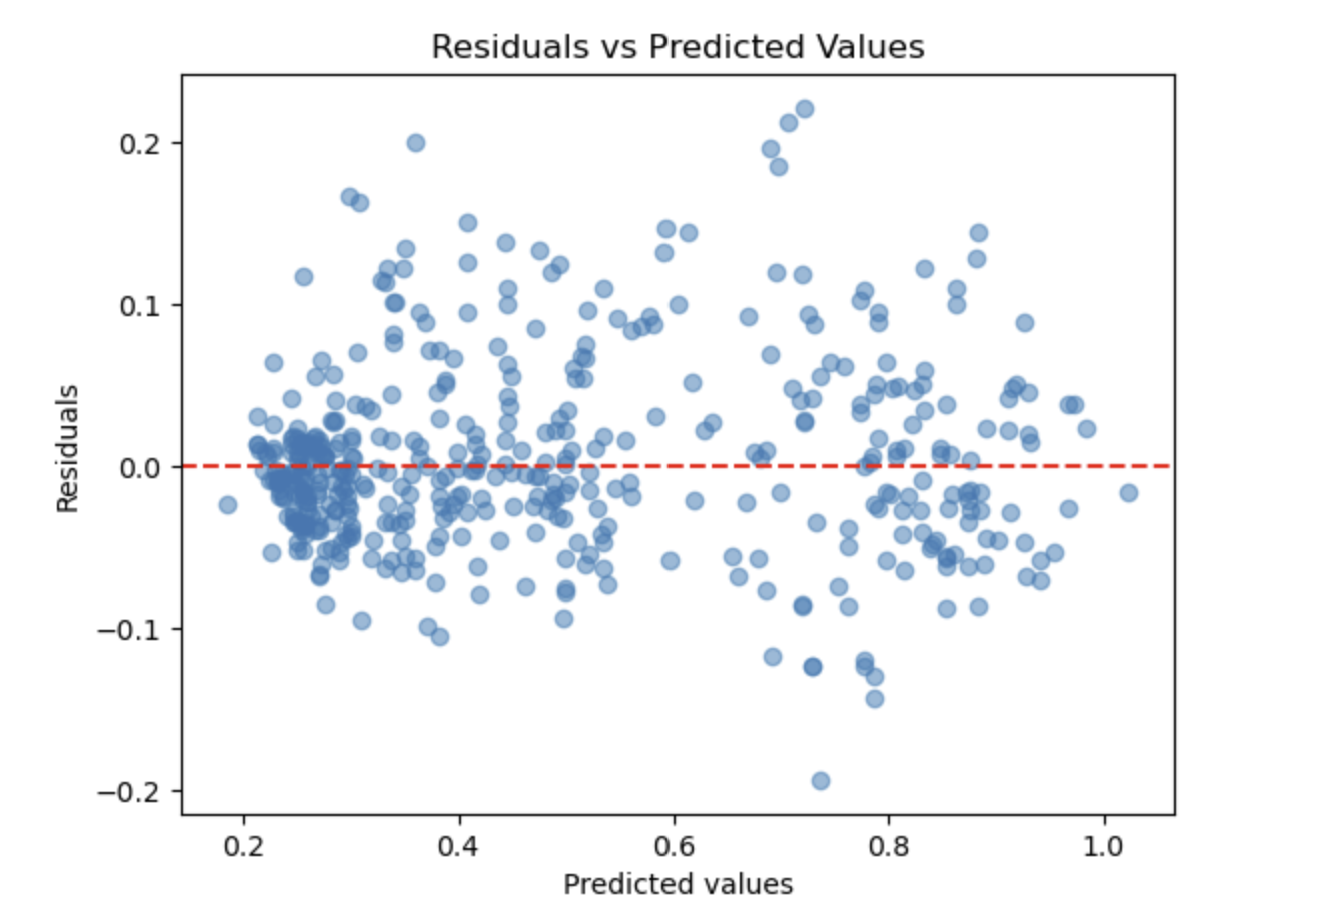 Residuals vs Predicted Values
Residuals
0.2
0.1
0.0
−0.1
−0.2
0.2 0.4 0.6 0.8 1.0
Predicted values